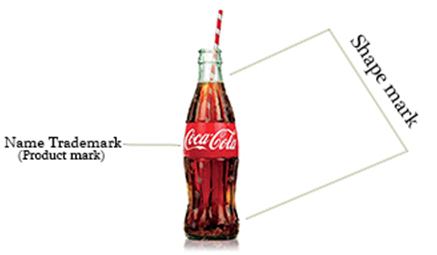 Shape mark
Name Trademark
(Product mark)
Coca-Cola